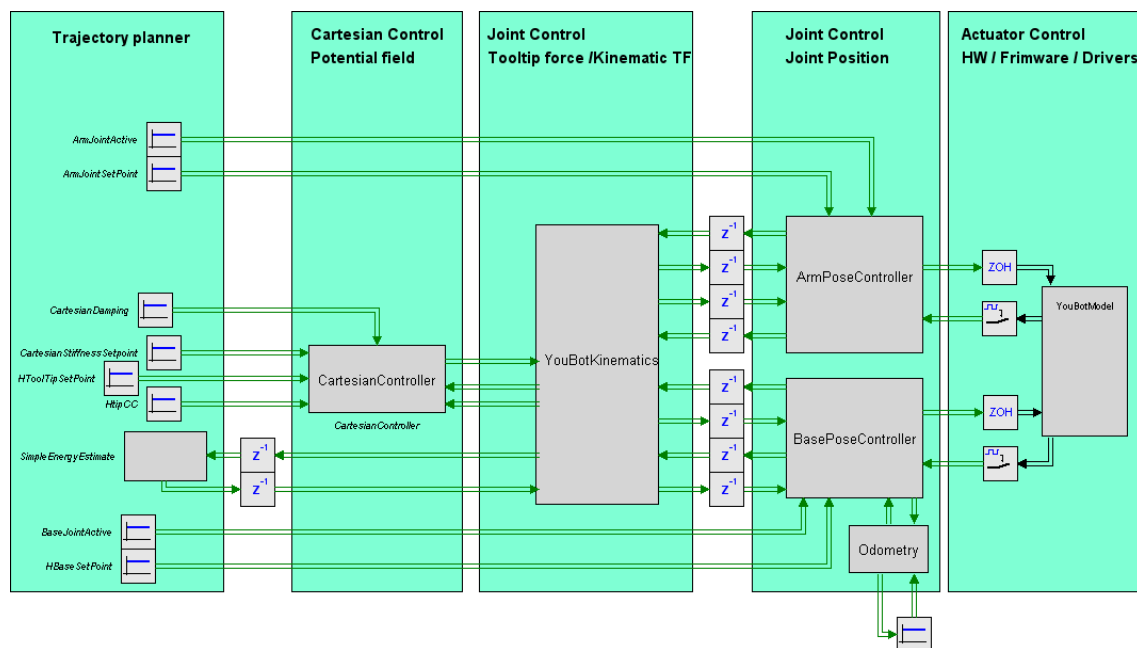 Trajectory planner
Cartesian Control
Potential field
Joint Control
Tooltip force /Kinematic TF
Joint Control
Joint Position
Actuator Control
HW / Frimware / Drivers
ArmJointActive
ArmJointSetPoint
z⁻¹
z⁻¹
z⁻¹
z⁻¹
ArmPoseController
ZOH
YouBotModel
CartesianDamping
CartesianStiffnessSetpoint
HToolTipSetPoint
HtipCC
CartesianController
CartesianController
YouBotKinematics
z⁻¹
z⁻¹
z⁻¹
z⁻¹
BasePoseController
ZOH
SimpleEnergyEstimate
z⁻¹
z⁻¹
BaseJointActive
HBaseSetPoint
Odometry